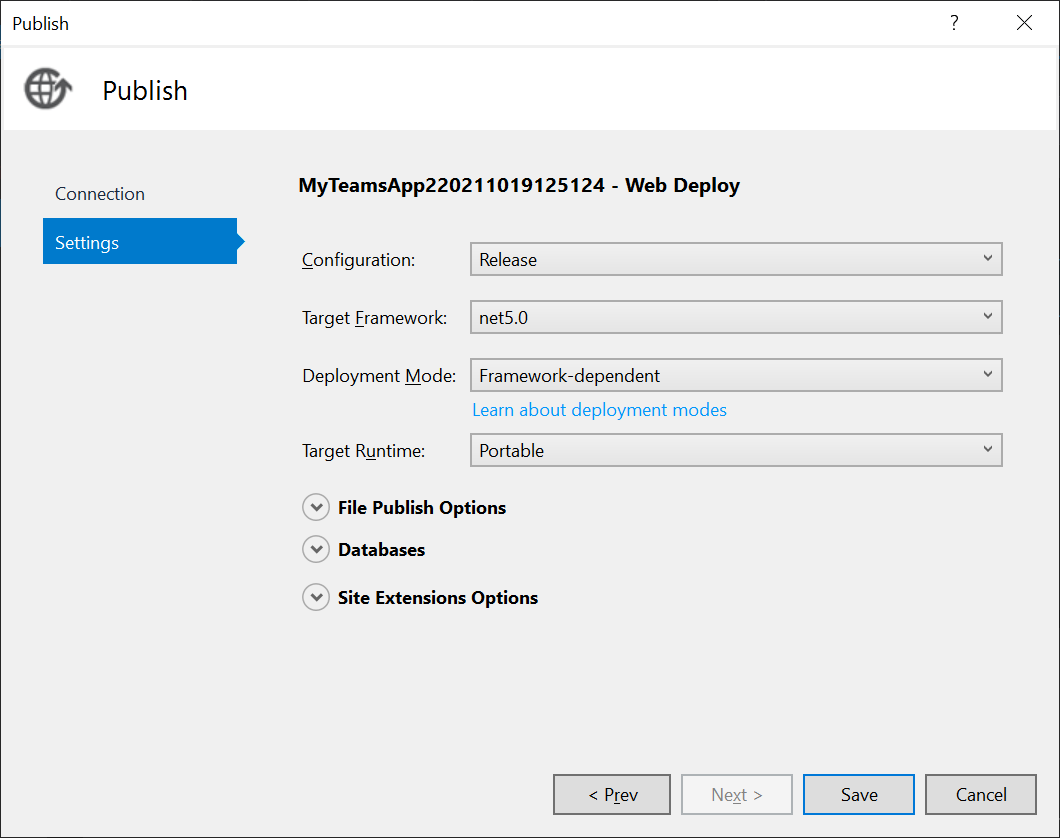 Publish
?
Publish
Connection
Settings
MyTeamsApp220211019125124 - Web Deploy
Configuration: Release
Target Framework: net5.0
Deployment Mode: Framework-dependent
Learn about deployment modes
Target Runtime: Portable
File Publish Options
Databases
Site Extensions Options
< Prev Next > Save Cancel